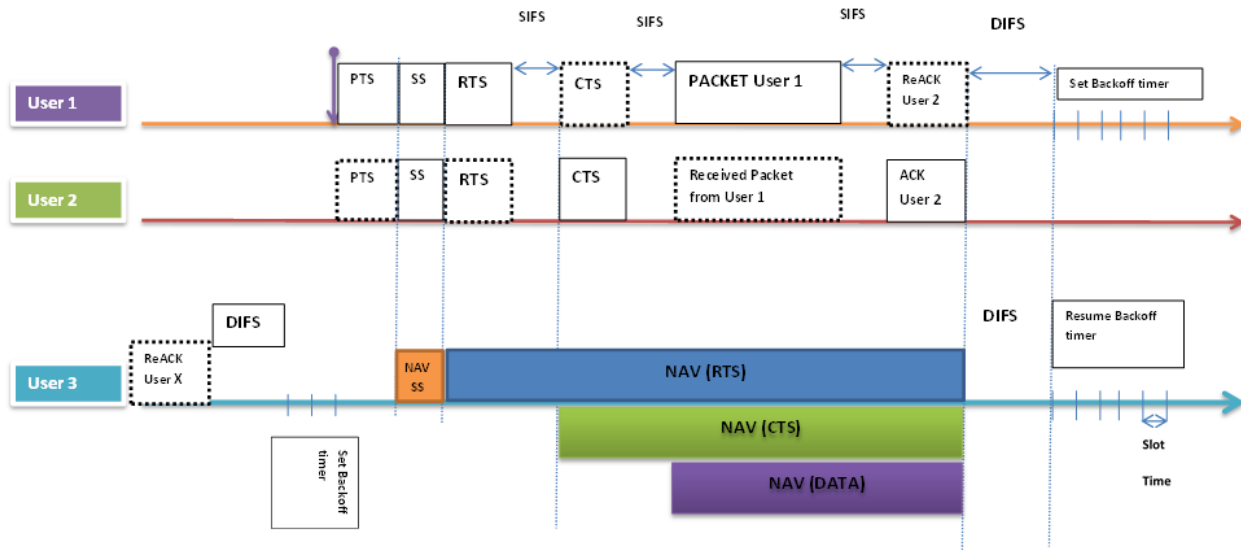 SIFS
SIFS
SIFS
DIFS
User 1
PTS
SS
RTS
CTS
PACKET User 1
ReACK
User 2
Set Backoff timer
User 2
PTS
SS
RTS
CTS
Received Packet
from User 1
ACK
User 2
User 3
ReACK
User X
DIFS
Set Backoff
timer
NAV
SS
NAV (RTS)
NAV (CTS)
NAV (DATA)
DIFS
Resume Backoff
timer
Slot
Time